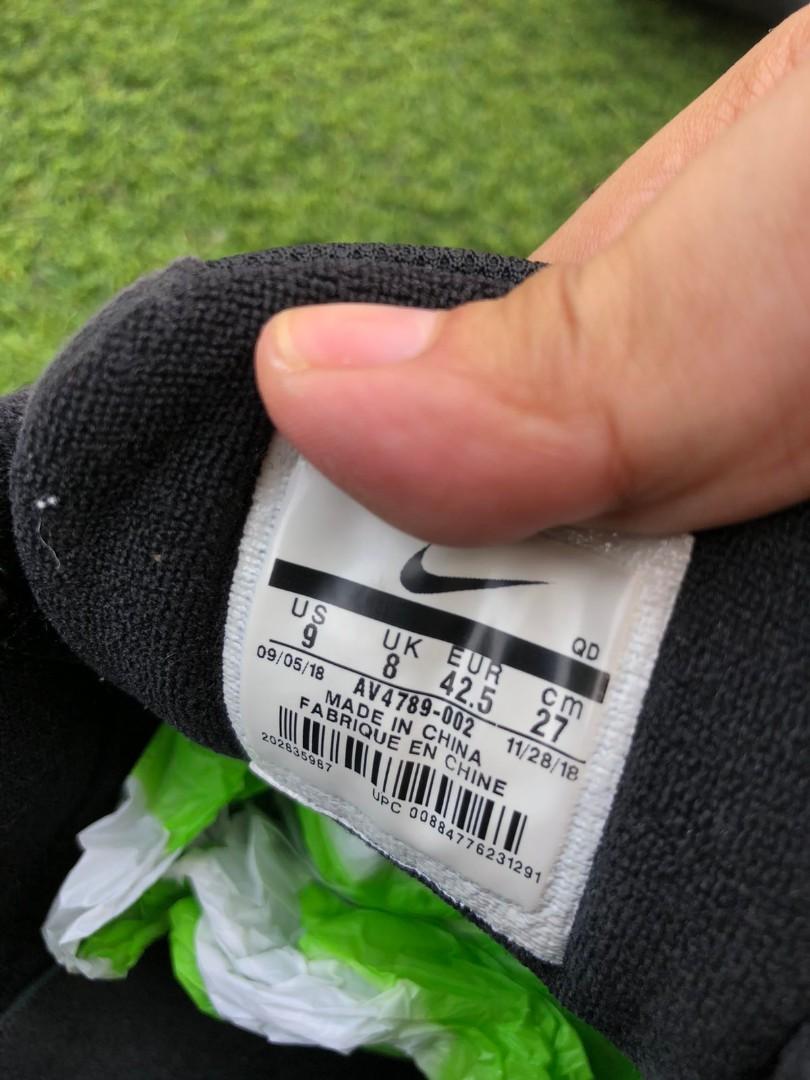 QD
US UK EUR cm
9 8 42.5 27
09/05/18 AV4789-002 11/28/18
MADE IN CHINA
FABRIQUE EN CHINE
202635967
UPC 00884776231291